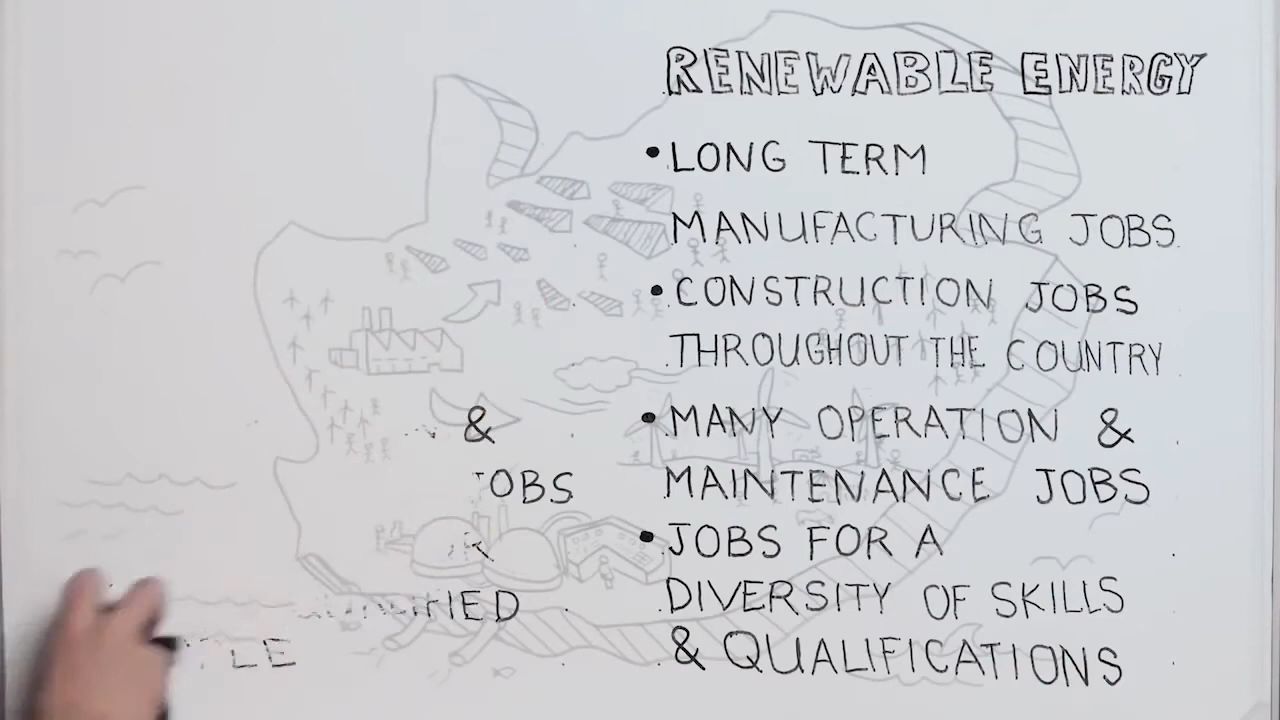 RENEWABLE ENERGY
• LONG TERM
MANUFACTURING JOBS
• CONSTRUCTION JOBS
THROUGHOUT THE COUNTRY
&
• MANY OPERATION &
MAINTENANCE JOBS
• JOBS FOR A
DIVERSITY OF SKILLS
& QUALIFICATIONS